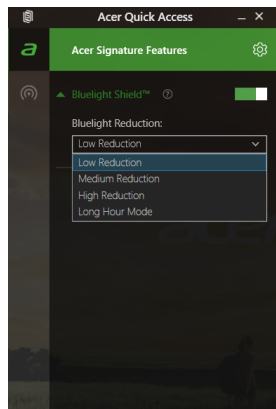 Acer Quick Access
Acer Signature Features
Bluelight Shield™
Bluelight Reduction:
Low Reduction
Low Reduction
Medium Reduction
High Reduction
Long Hour Mode